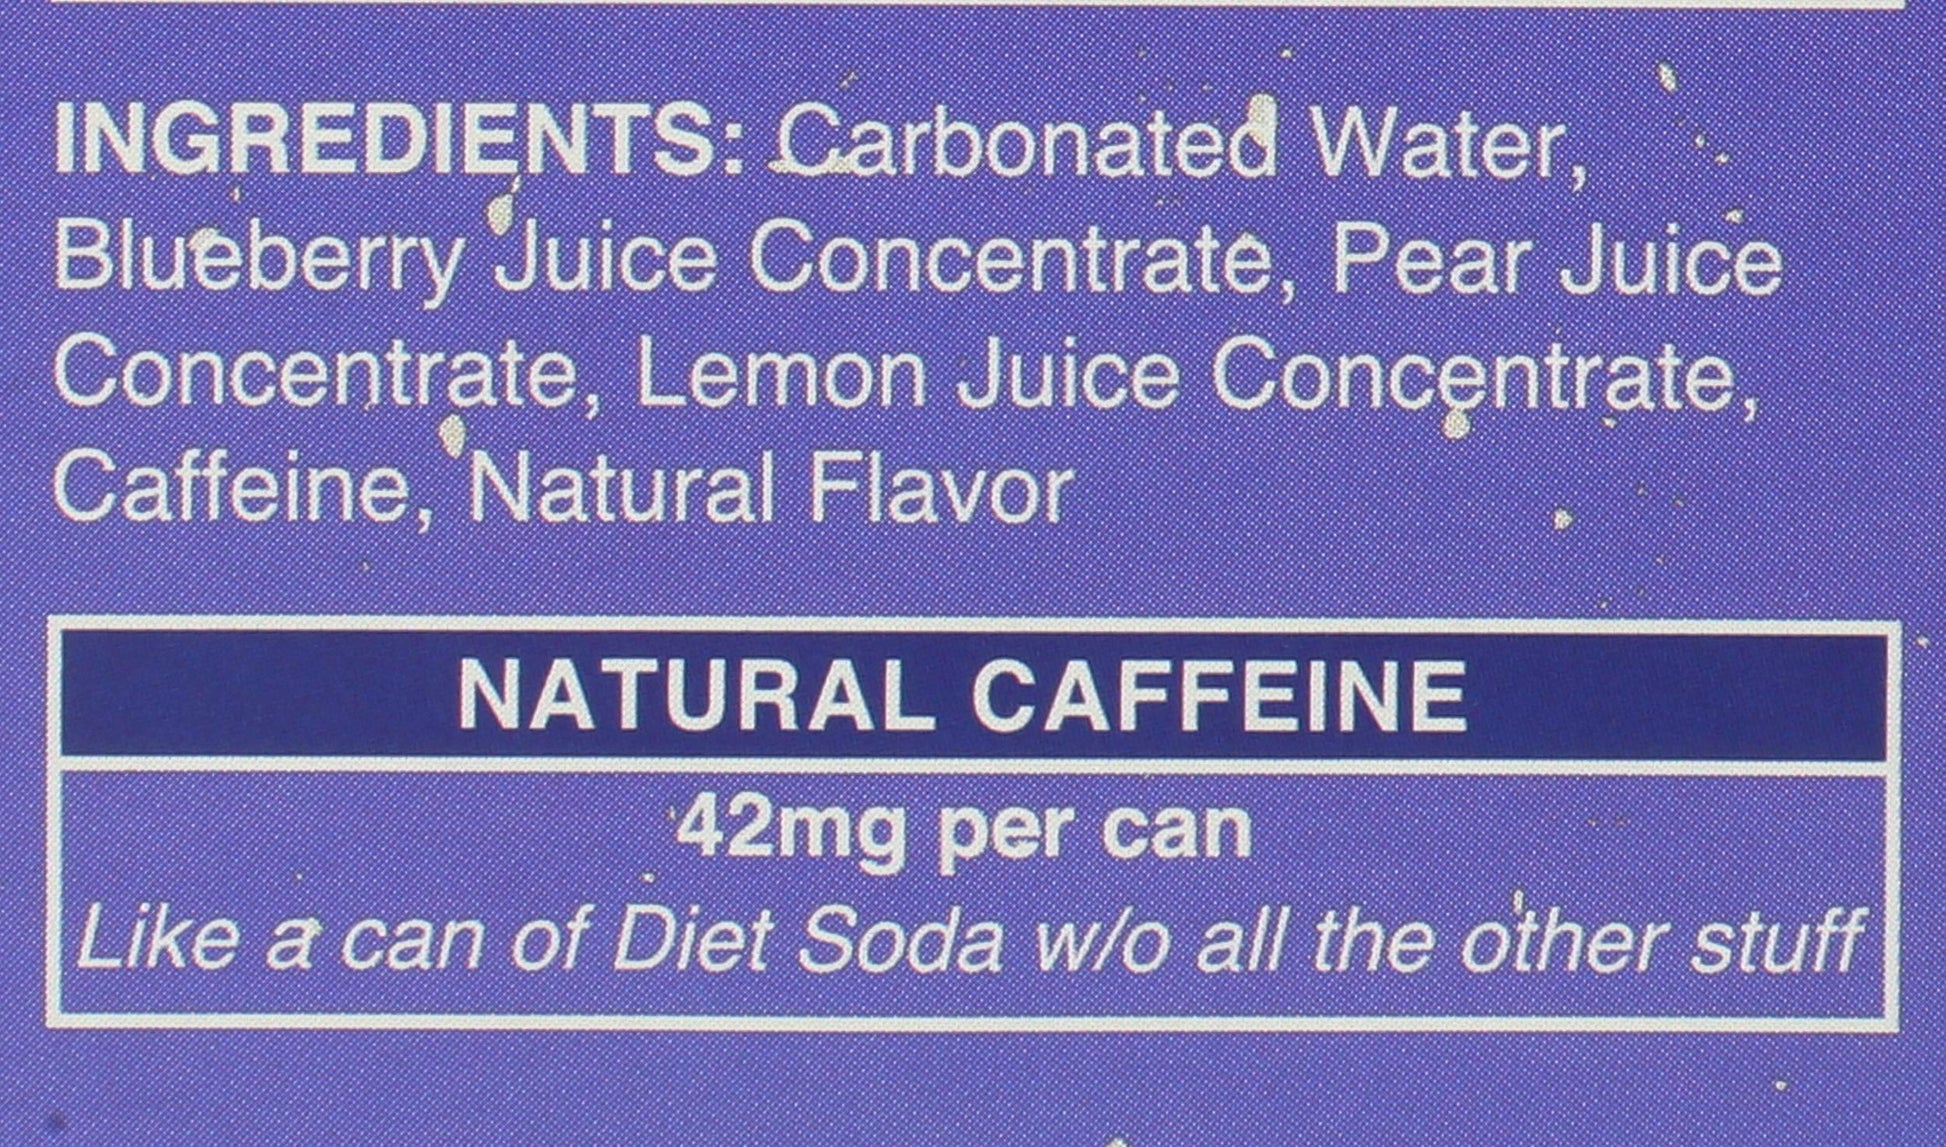 INGREDIENTS: Carbonated Water,
Blueberry Juice Concentrate, Pear Juice
Concentrate, Lemon Juice Concentrate,
Caffeine, Natural Flavor
NATURAL CAFFEINE
42mg per can
Like a can of Diet Soda w/o all the other stuff